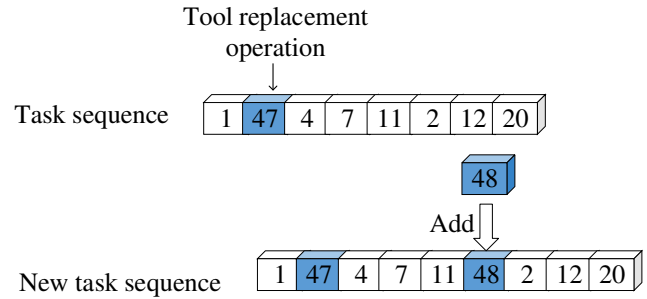 Tool replacement
operation
Task sequence 1 47 4 7 11 2 12 20
48
Add
New task sequence 1 47 4 7 11 48 2 12 20